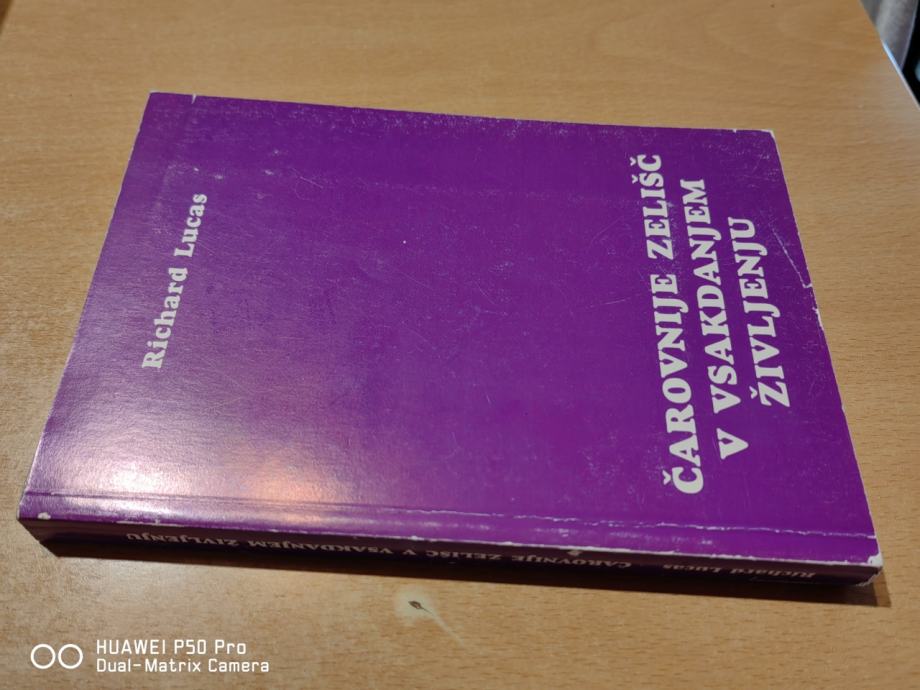 ČAROVNIJE ZELIŠČ
V VSAKDANJEM
ŽIVLJENJU
Richard Lucas
Richard Lucas ČAROVNIJE ZELIŠČ V VSAKDANJEM ŽIVLJENJU
HUAWEI P50 Pro
Dual-Matrix Camera